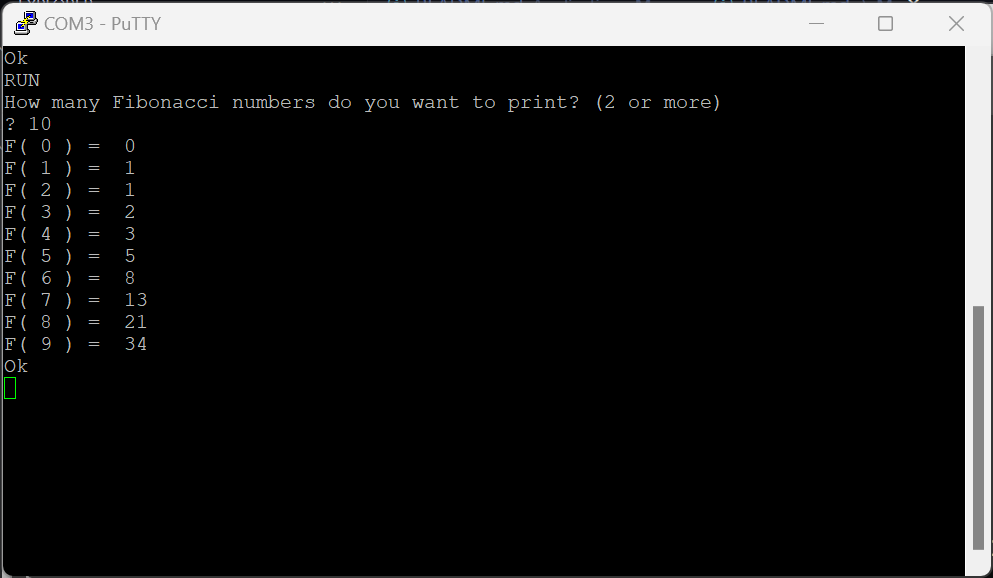 COM3 - PuTTY
Ok
RUN
How many Fibonacci numbers do you want to print? (2 or more)
? 10
F( 0 ) =  0
F( 1 ) =  1
F( 2 ) =  1
F( 3 ) =  2
F( 4 ) =  3
F( 5 ) =  5
F( 6 ) =  8
F( 7 ) =  13
F( 8 ) =  21
F( 9 ) =  34
Ok